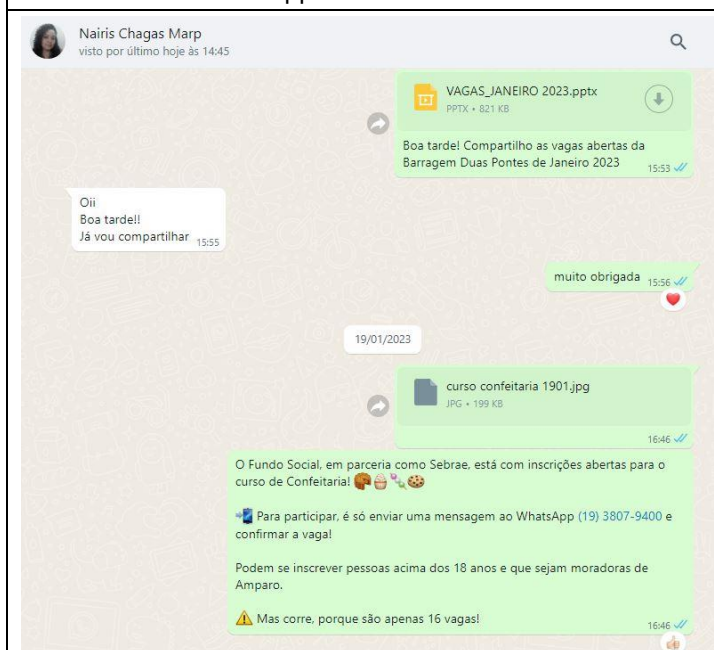 Nairis Chagas Marp
visto por último hoje às 14:45
VAGAS_JANEIRO 2023.pptx
PPTX • 821 KB
Boa tarde! Compartilho as vagas abertas da
Barragem Duas Pontes de Janeiro 2023
15:53
Oii
Boa tarde!!
Já vou compartilhar 15:55
muito obrigada 15:56
19/01/2023
curso confeitaria 1901.jpg
JPG • 199 KB
16:46
O Fundo Social, em parceria como Sebrae, está com inscrições abertas para o
curso de Confeitaria!
Para participar, é só enviar uma mensagem ao WhatsApp (19) 3807-9400 e
confirmar a vaga!
Podem se inscrever pessoas acima dos 18 anos e que sejam moradoras de
Amparo.
Mas corre, porque são apenas 16 vagas!
16:46